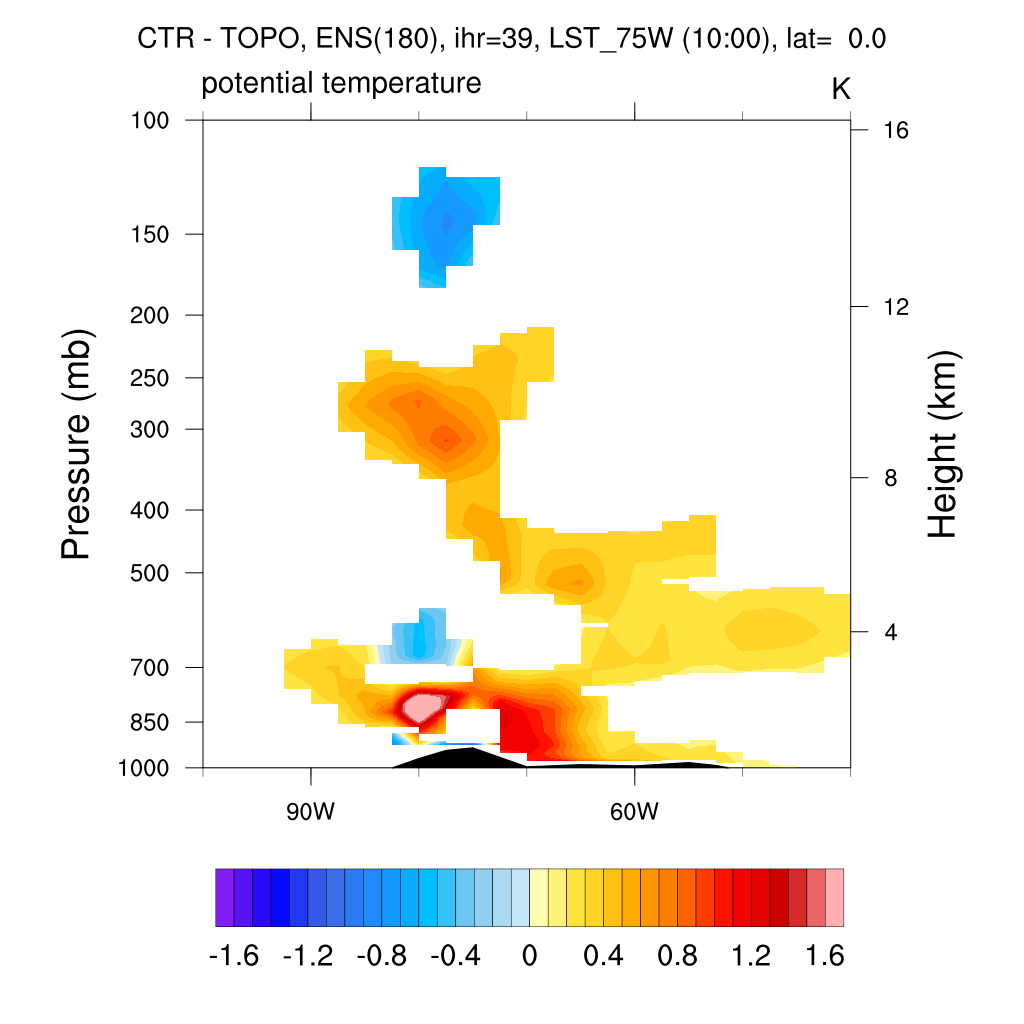 CTR - TOPO, ENS(180), ihr=39, LST_75W (10:00), lat=  0.0
potential temperature K
100
150
200
250
300
400
500
700
850
1000
Pressure (mb)
16
12
8
4
Height (km)
90W 60W
-1.6 -1.2 -0.8 -0.4 0 0.4 0.8 1.2 1.6